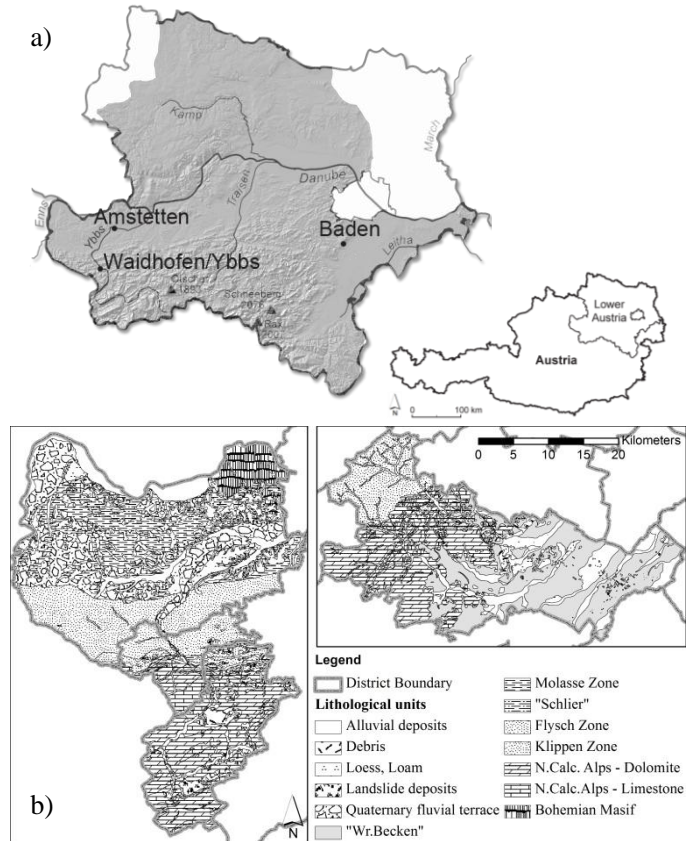 a)
Kamp
March
Danube
Traisen
Enns
Amstetten
Ybbs
Baden
Leitha
Waidhofen/Ybbs
Schneeberg
Lower
Austria
Austria
N
0 100 km
Kilometers
0 5 10 15 20
Legend
District Boundary
Lithological units
Alluvial deposits
Debris
Loess, Loam
Landslide deposits
Quaternary fluvial terrace
"Wr.Becken"
Molasse Zone
"Schlier"
Flysch Zone
Klippen Zone
N.Calc. Alps - Dolomite
N.Calc.Alps - Limestone
Bohemian Masif
b)
N